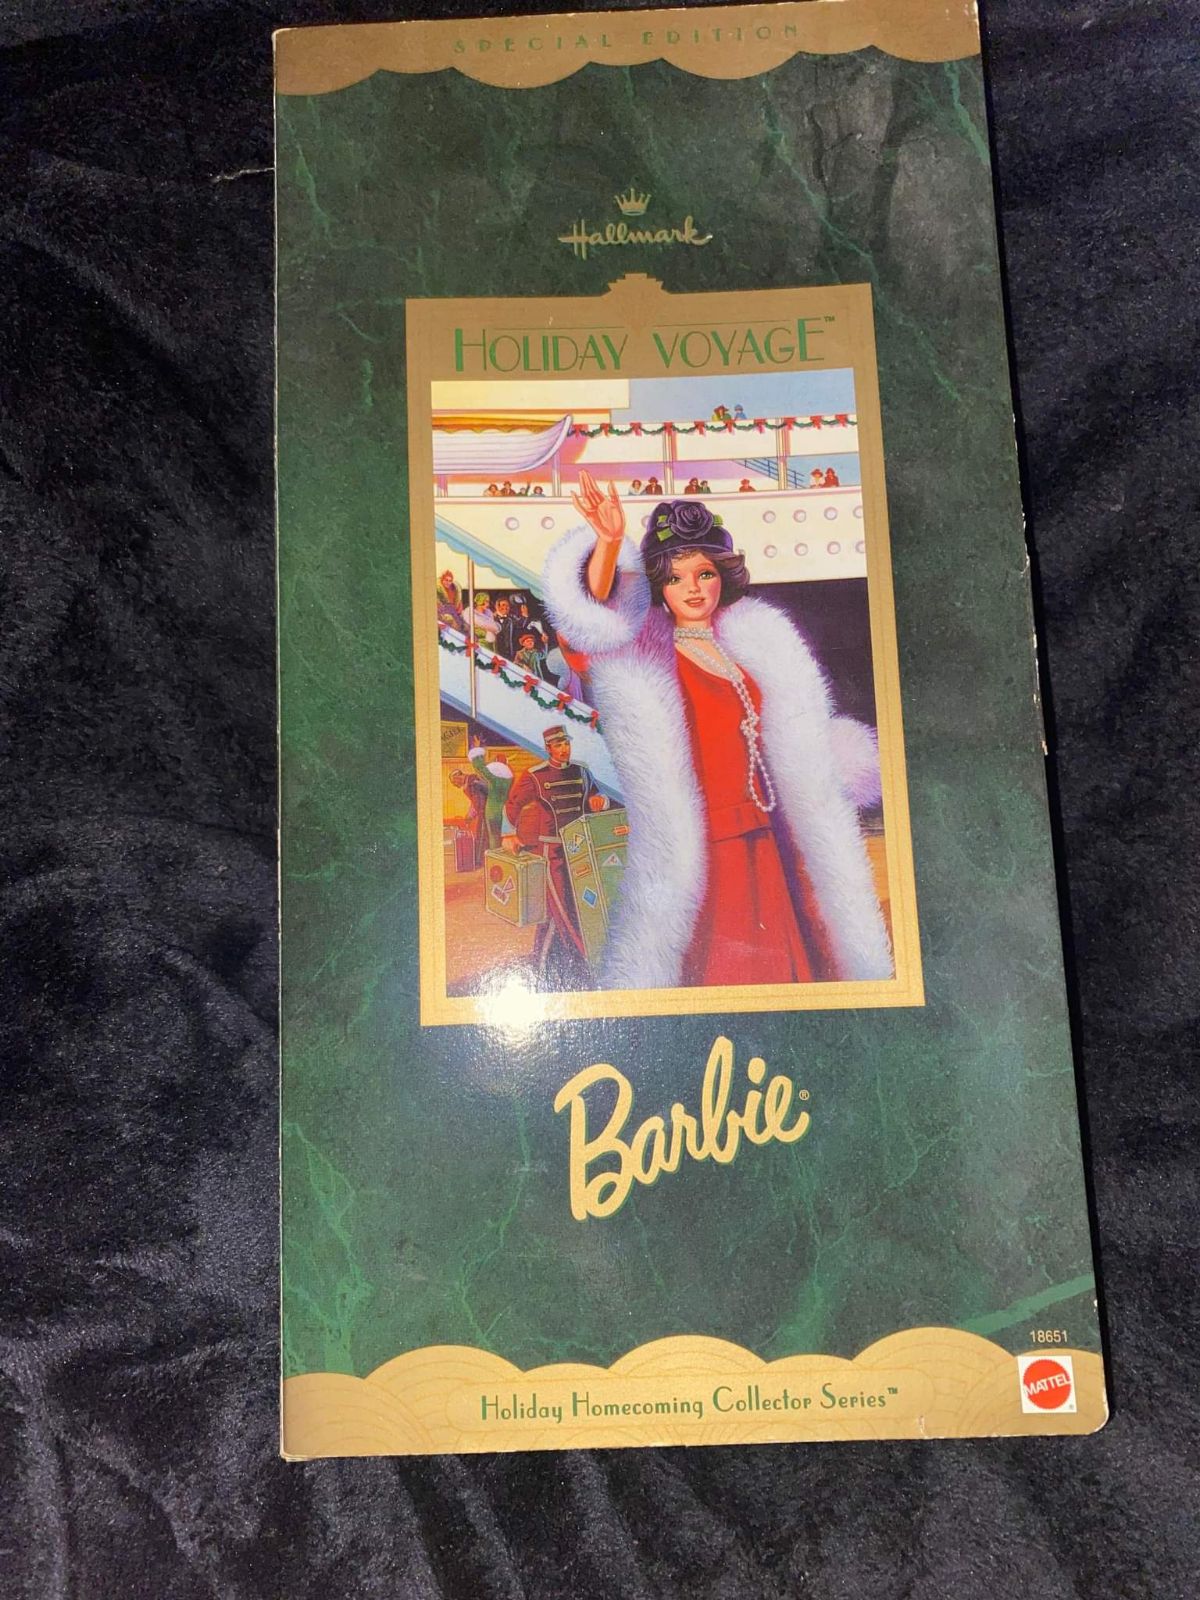 SPECIAL EDITION
Hallmark
HOLIDAY VOYAGE™
Barbie®
18651
MATTEL®
Holiday Homecoming Collector Series™